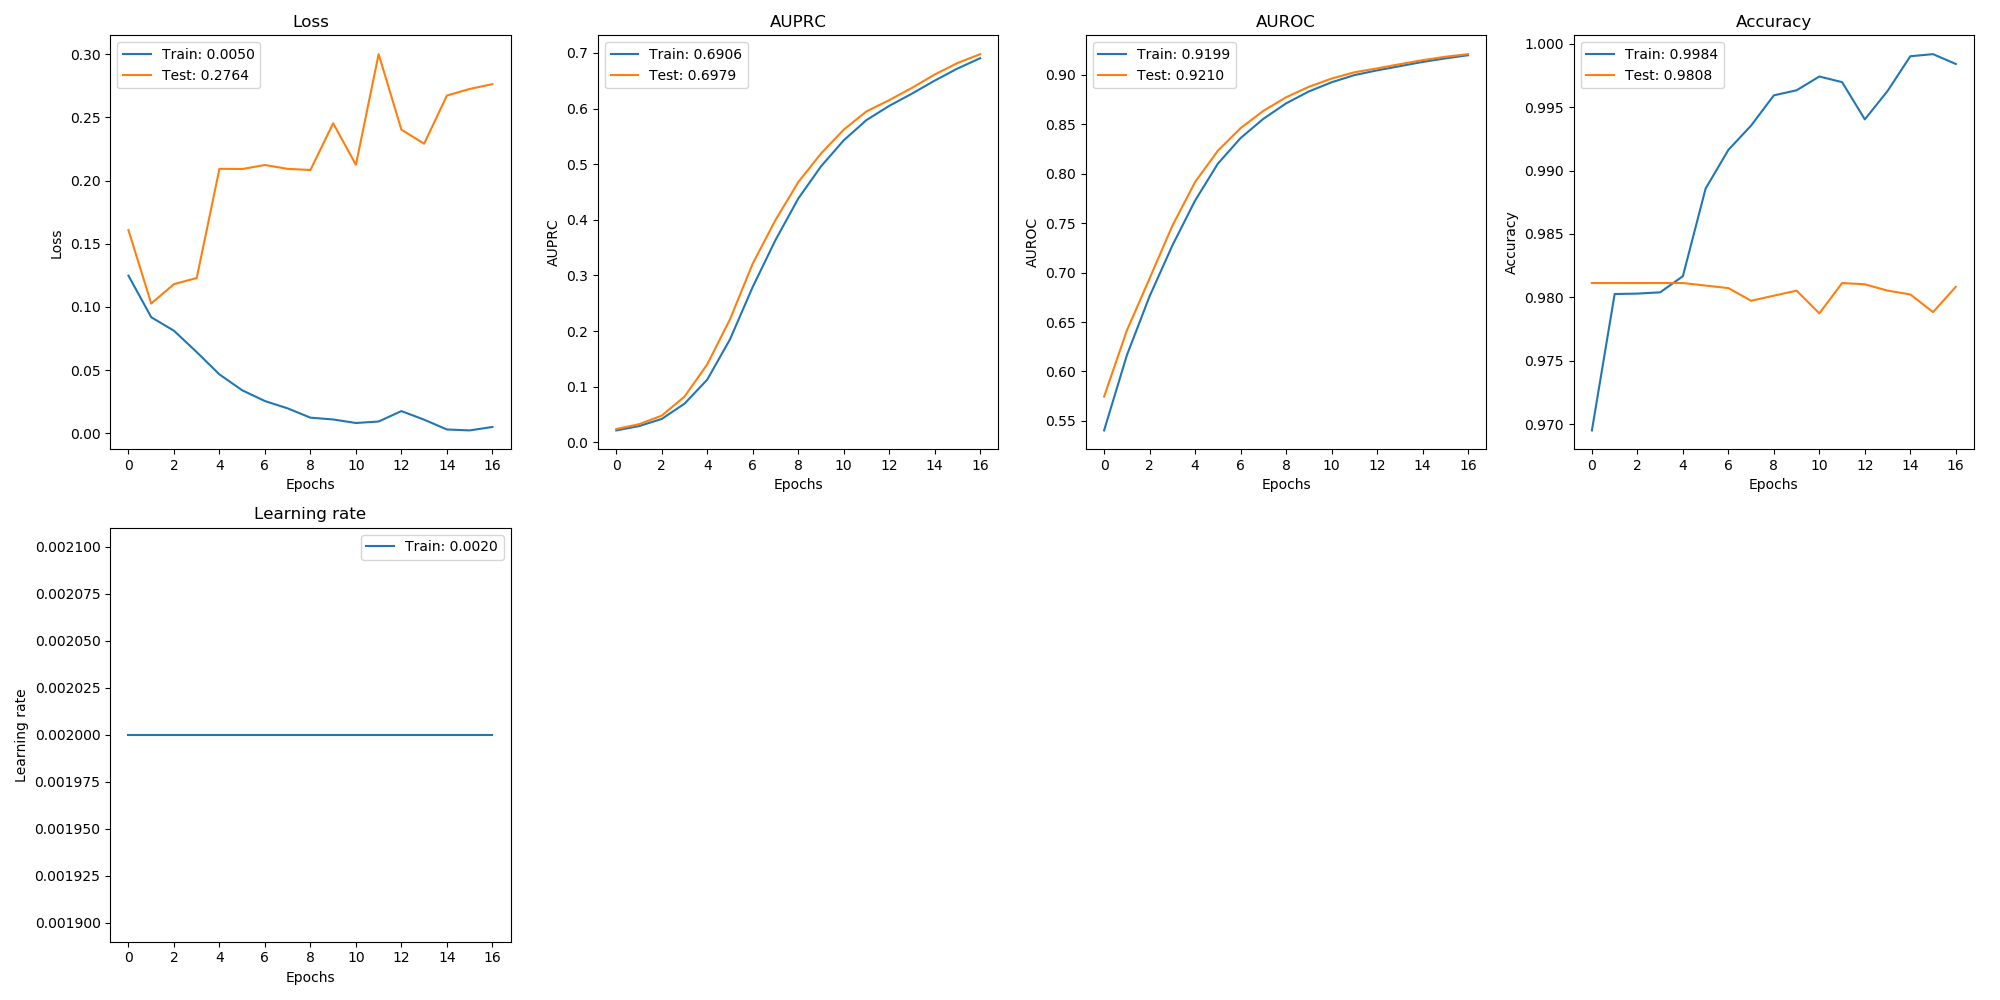 Loss
Train: 0.0050
Test: 0.2764
0.30
0.25
0.20
0.15
0.10
0.05
0.00
Loss
0 2 4 6 8 10 12 14 16
Epochs
AUPRC
Train: 0.6906
Test: 0.6979
0.7
0.6
0.5
0.4
0.3
0.2
0.1
0.0
AUPRC
0 2 4 6 8 10 12 14 16
Epochs
AUROC
Train: 0.9199
Test: 0.9210
0.90
0.85
0.80
0.75
0.70
0.65
0.60
0.55
AUROC
0 2 4 6 8 10 12 14 16
Epochs
Accuracy
Train: 0.9984
Test: 0.9808
1.000
0.995
0.990
0.985
0.980
0.975
0.970
Accuracy
0 2 4 6 8 10 12 14 16
Epochs
Learning rate
Train: 0.0020
0.002100
0.002075
0.002050
0.002025
0.002000
0.001975
0.001950
0.001925
0.001900
Learning rate
0 2 4 6 8 10 12 14 16
Epochs